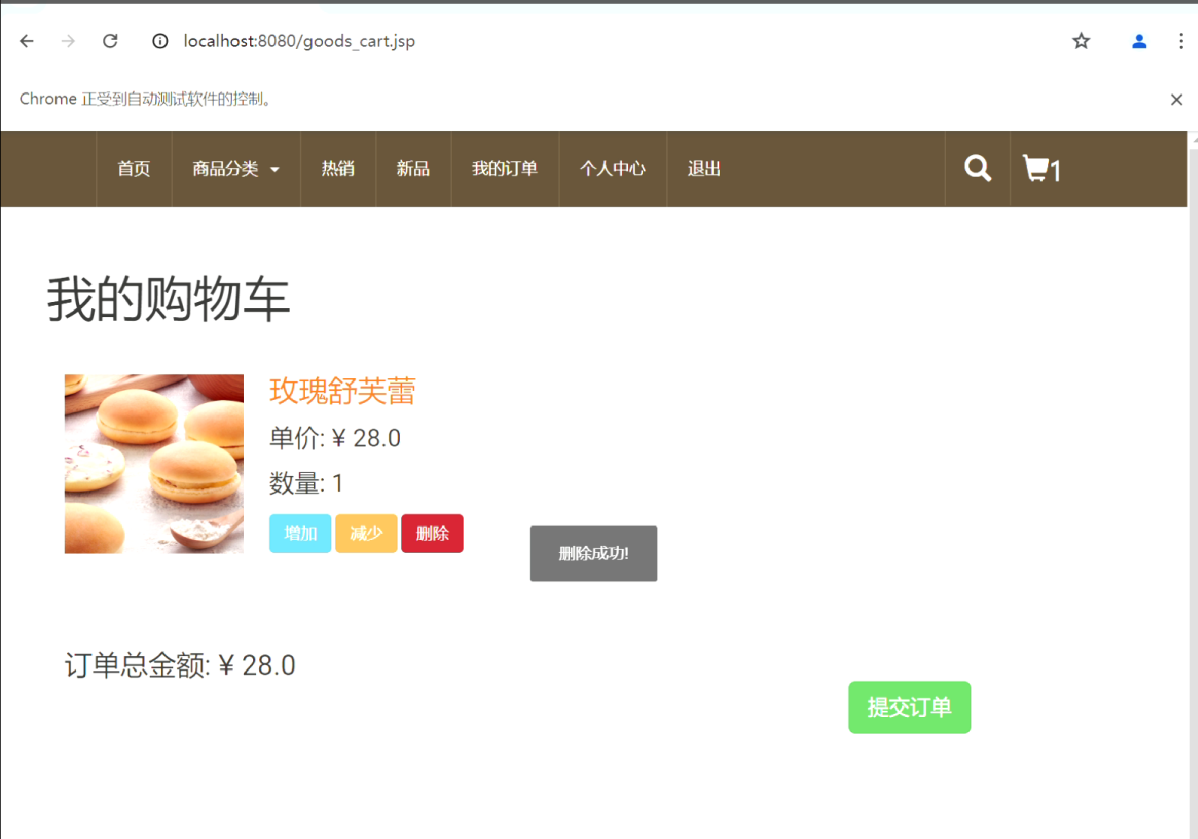 localhost:8080/goods_cart.jsp
Chrome 正受到自动测试软件的控制。
首页 商品分类 热销 新品 我的订单 个人中心 退出 1
我的购物车
玫瑰舒芙蕾
单价: ¥ 28.0
数量: 1
增加 减少 删除
删除成功!
订单总金额: ¥ 28.0
提交订单